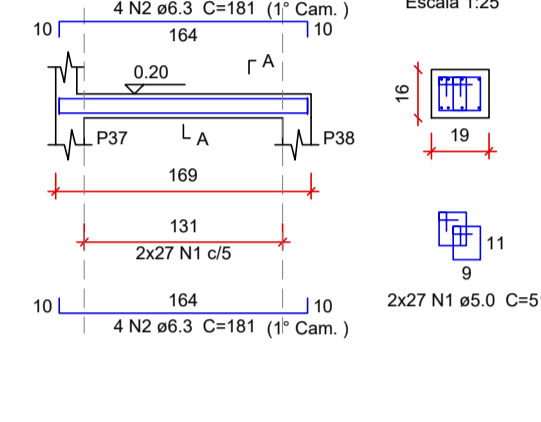 4 N2 ø6.3 C=181 (1° Cam. )
Escala 1:25
10 164 10
0.20
A
16
P37 A P38
19
169
131
2x27 N1 c/5
11
9
10 164 10
2x27 N1 ø5.0
4 N2 ø6.3 C=181 (1° Cam. )